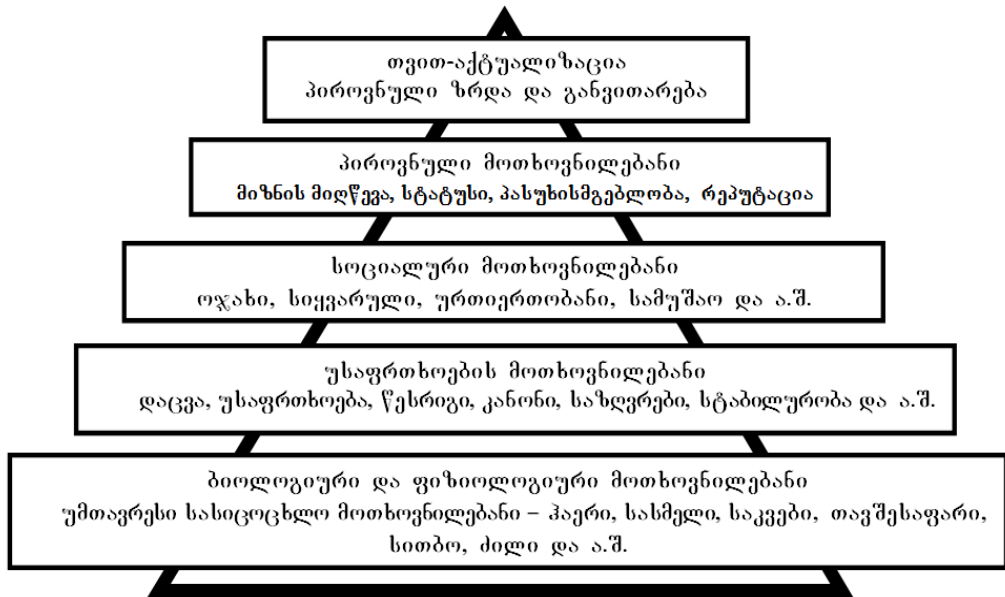 თვით-აქტუალიზაცია
პიროვნული ზრდა და განვითარება
პიროვნული მოთხოვნილებანი
მიზნის მიღწევა, სტატუსი, პასუხისმგებლობა, რეპუტაცია
სოციალური მოთხოვნილებანი
ოჯახი, სიყვარული, ურთიერთობანი, სამუშაო და ა.შ.
უსაფრთხოების მოთხოვნილებანი
დაცვა, უსაფრთხოება, წესრიგი, კანონი, საზღვრები, სტაბილურობა და ა.შ.
ბიოლოგიური და ფიზიოლოგიური მოთხოვნილებანი
უმთავრესი სასიცოცხლო მოთხოვნილებანი – ჰაერი, სასმელი, საკვები, თავშესაფარი,
სითბო, ძილი და ა.შ.